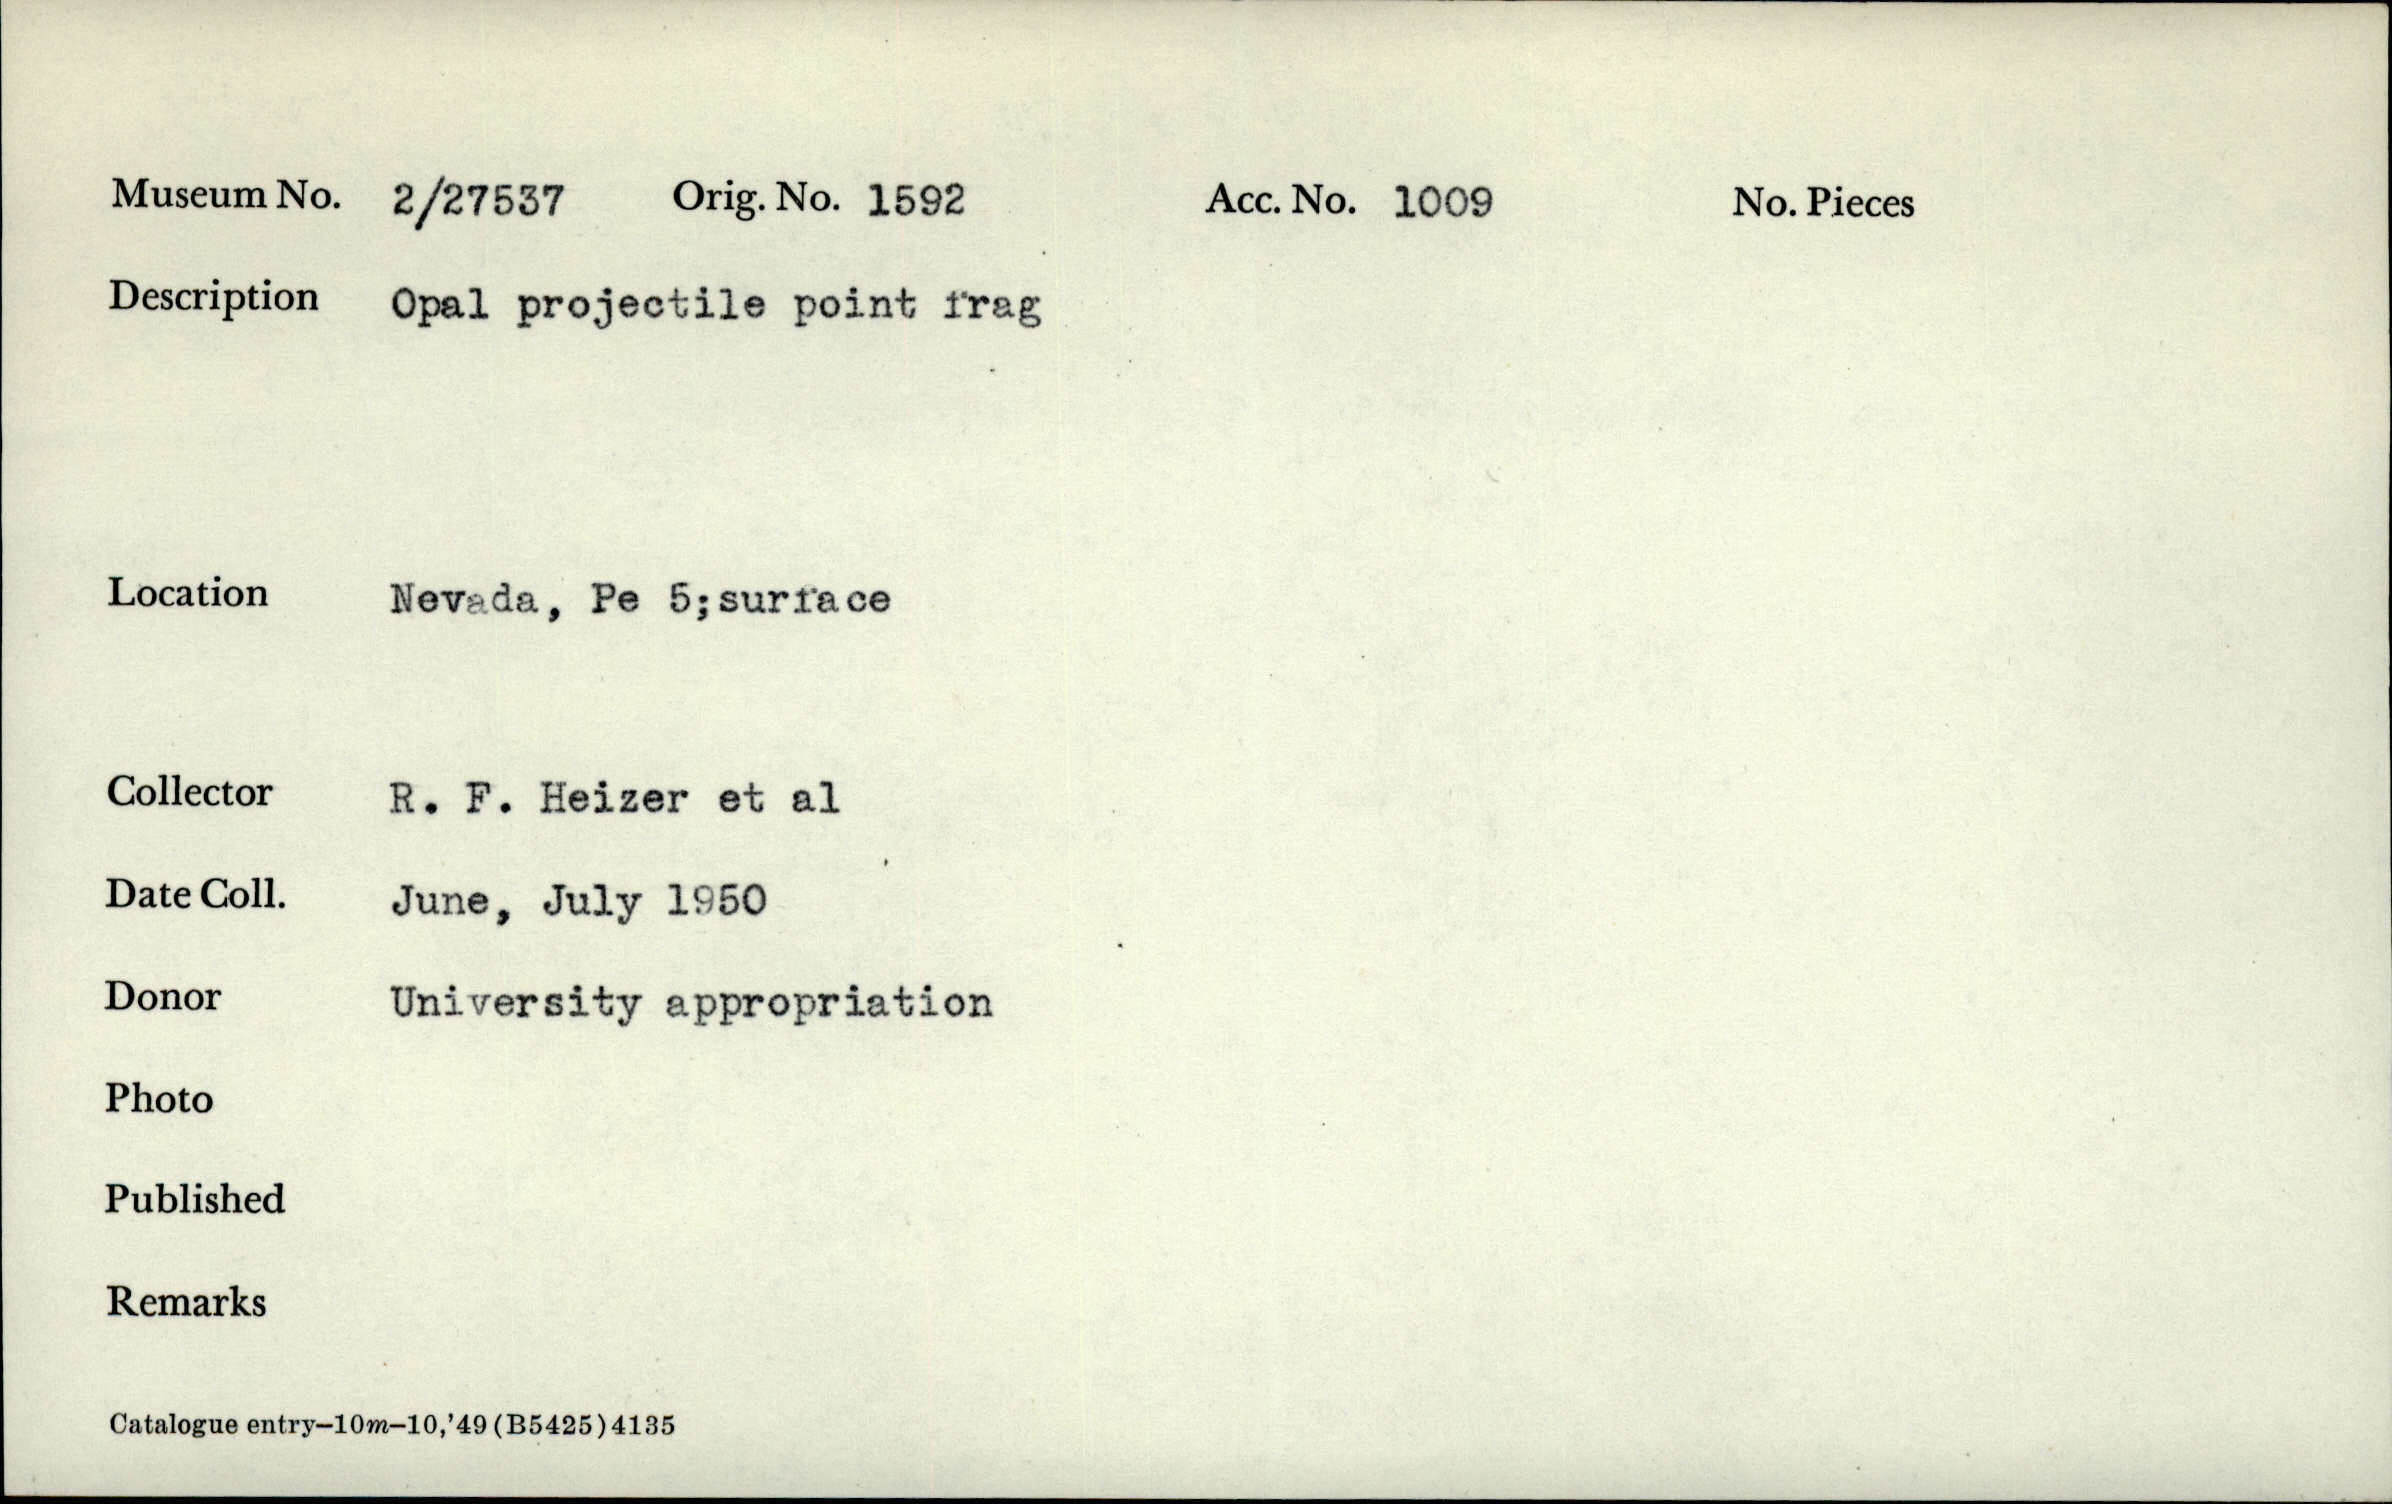 Museum No. 2/27537 Orig. No. 1592 Acc. No. 1009 No. Pieces
Description Opal projectile point frag
Location Nevada, Pe 5;surface
Collector R. F. Heizer et al
Date Coll. June, July 1950
Donor University appropriation
Photo
Published
Remarks
Catalogue entry–10m–10,'49 (B5425) 4135